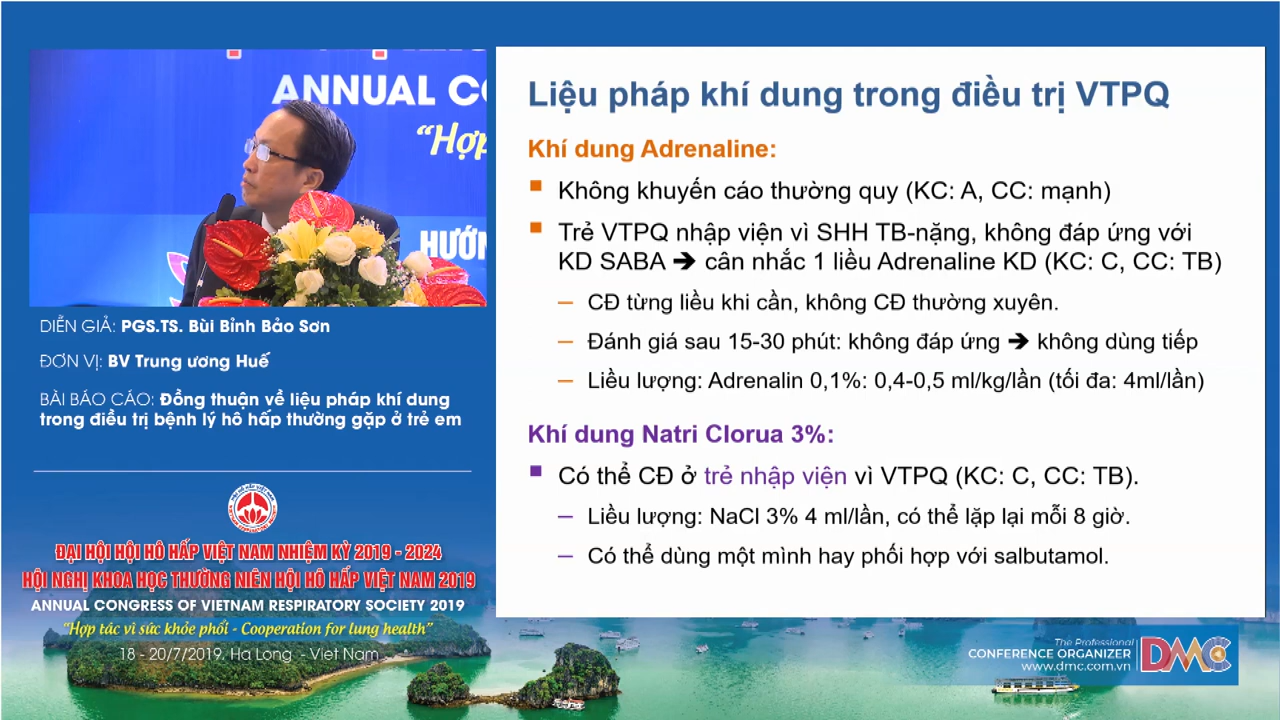 ANNUAL CO
“Hợp
HƯỚN
DIỄN GIẢ: PGS.TS. Bùi Bỉnh Bảo Sơn
ĐƠN VỊ: BV Trung ương Huế
BÀI BÁO CÁO: Đồng thuận về liệu pháp khí dung
trong điều trị bệnh lý hô hấp thường gặp ở trẻ em
ĐẠI HỘI HỘI HÔ HẤP VIỆT NAM NHIỆM KỲ 2019 - 2024
HỘI NGHỊ KHOA HỌC THƯỜNG NIÊN HỘI HÔ HẤP VIỆT NAM 2019
ANNUAL CONGRESS OF VIETNAM RESPIRATORY SOCIETY 2019
“Hợp tác vì sức khỏe phổi - Cooperation for lung health”
18 - 20/7/2019. Ha Long - Viet Nam
Liệu pháp khí dung trong điều trị VTPQ
Khí dung Adrenaline:
▪ Không khuyến cáo thường quy (KC: A, CC: mạnh)
▪ Trẻ VTPQ nhập viện vì SHH TB-nặng, không đáp ứng với
KD SABA ➔ cân nhắc 1 liều Adrenaline KD (KC: C, CC: TB)
– CĐ từng liều khi cần, không CĐ thường xuyên.
– Đánh giá sau 15-30 phút: không đáp ứng ➔ không dùng tiếp
– Liều lượng: Adrenalin 0,1%: 0,4-0,5 ml/kg/lần (tối đa: 4ml/lần)
Khí dung Natri Clorua 3%:
▪ Có thể CĐ ở trẻ nhập viện vì VTPQ (KC: C, CC: TB).
– Liều lượng: NaCl 3% 4 ml/lần, có thể lặp lại mỗi 8 giờ.
– Có thể dùng một mình hay phối hợp với salbutamol.
The Professional
CONFERENCE ORGANIZER
www.dmc.com.vn
DMC